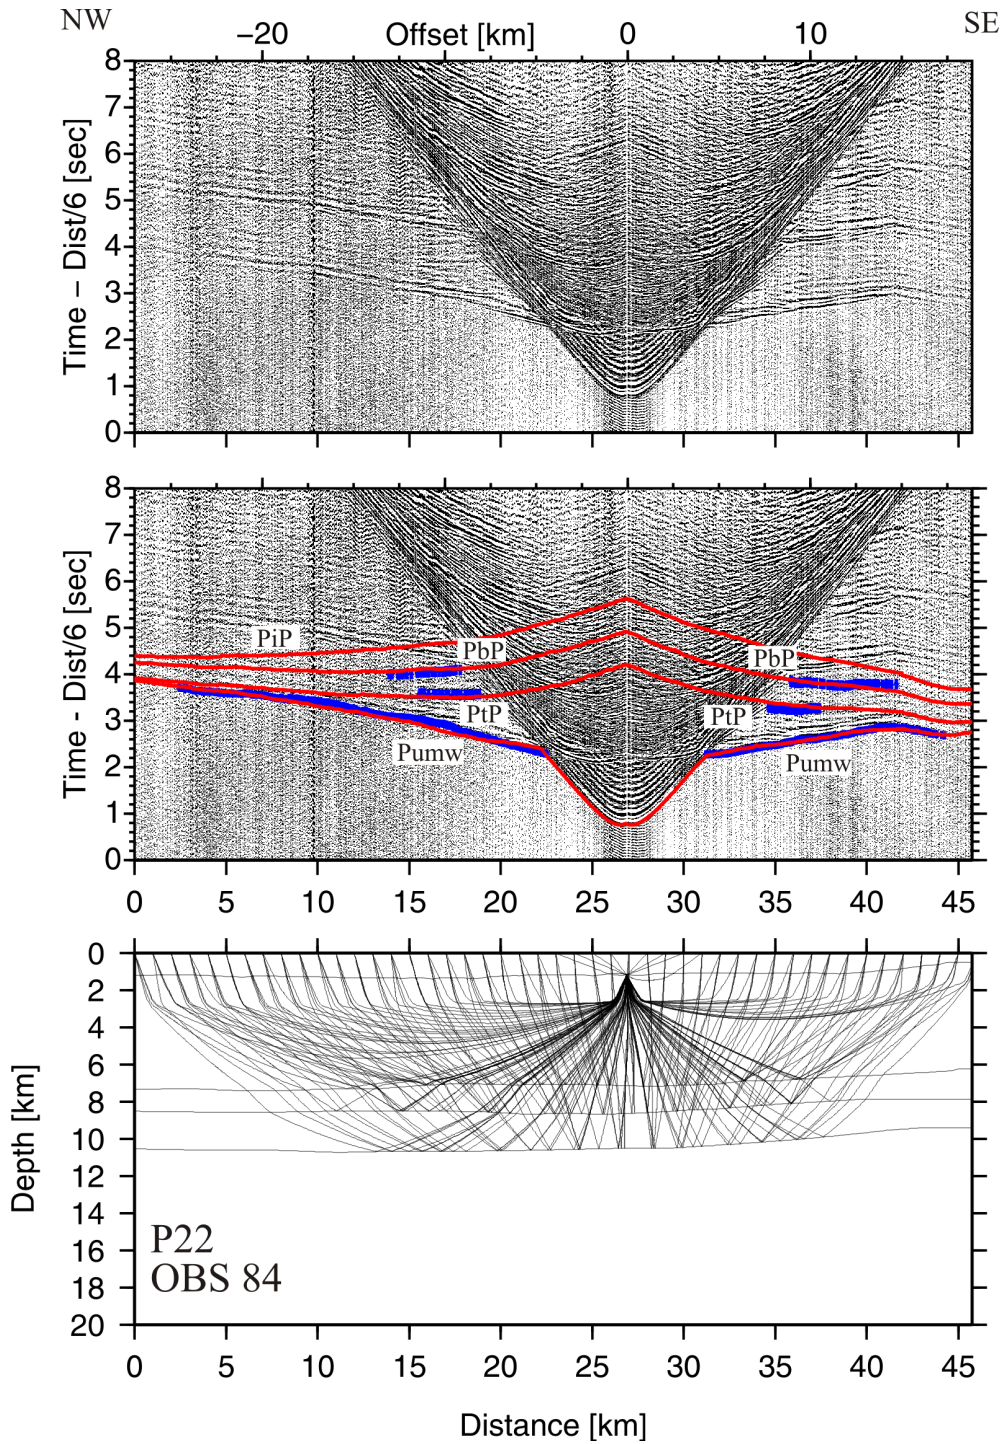 NW
SE
−20
Offset [km]
0
10
Time − Dist/6 [sec]
8
7
6
5
4
3
2
1
0
Time − Dist/6 [sec]
8
7
6
5
4
3
2
1
0
PiP
PbP
PbP
PtP
PtP
Pumw
Pumw
0 5 10 15 20 25 30 35 40 45
Depth [km]
0
2
4
6
8
10
12
14
16
18
20
P22
OBS 84
0 5 10 15 20 25 30 35 40 45
Distance [km]